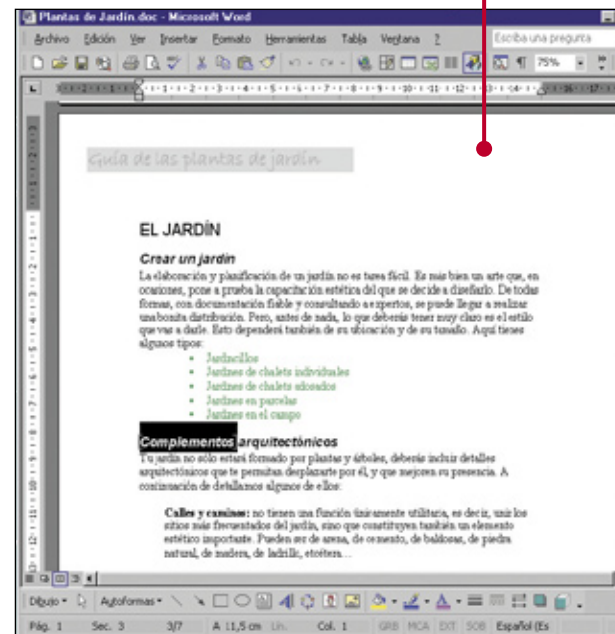 Plantas de Jardín.doc - Microsoft Word
Archivo Edición Ver Insertar Formato Herramientas Tabla Ventana ? Escriba una pregunta
75%
Guía de las plantas de jardín
EL JARDÍN
Crear un jardín
La elaboración y planificación de un jardín no es tarea fácil. Es más bien un arte que, en
ocasiones, pone a prueba la capacitación estética del que se decide a diseñarlo. De todas
formas, con documentación fiable y consultando a expertos, se puede llegar a realizar
una bonita distribución. Pero, antes de nada, lo que deberás tener muy claro es el estilo
que vas a darle. Esto dependerá también de su ubicación y de su tamaño. Aquí tienes
algunos tipos:
• Jardincillos
• Jardines de chalets individuales
• Jardines de chalets adosados
• Jardines en parcelas
• Jardines en el campo
Complementos arquitectónicos
Tu jardín no sólo estará formado por plantas y árboles, deberás incluir detalles
arquitectónicos que te permitan desplazarte por él, y que mejoren su presencia. A
continuación de detallamos algunos de ellos:
Calles y caminos: no tienen una función únicamente utilitaria, es decir, unir los
sitios más frecuentados del jardín, sino que constituyen también un elemento
estético importante. Pueden ser de arena, de cemento, de baldosas, de piedra
natural, de madera, de ladrillo, etcétera...
Dibujo Autoformas
Pág. 1 Sec. 3 3/7 A 11,5 cm Lín. Col. 1 GRB MCA EXT SOB Español (Es